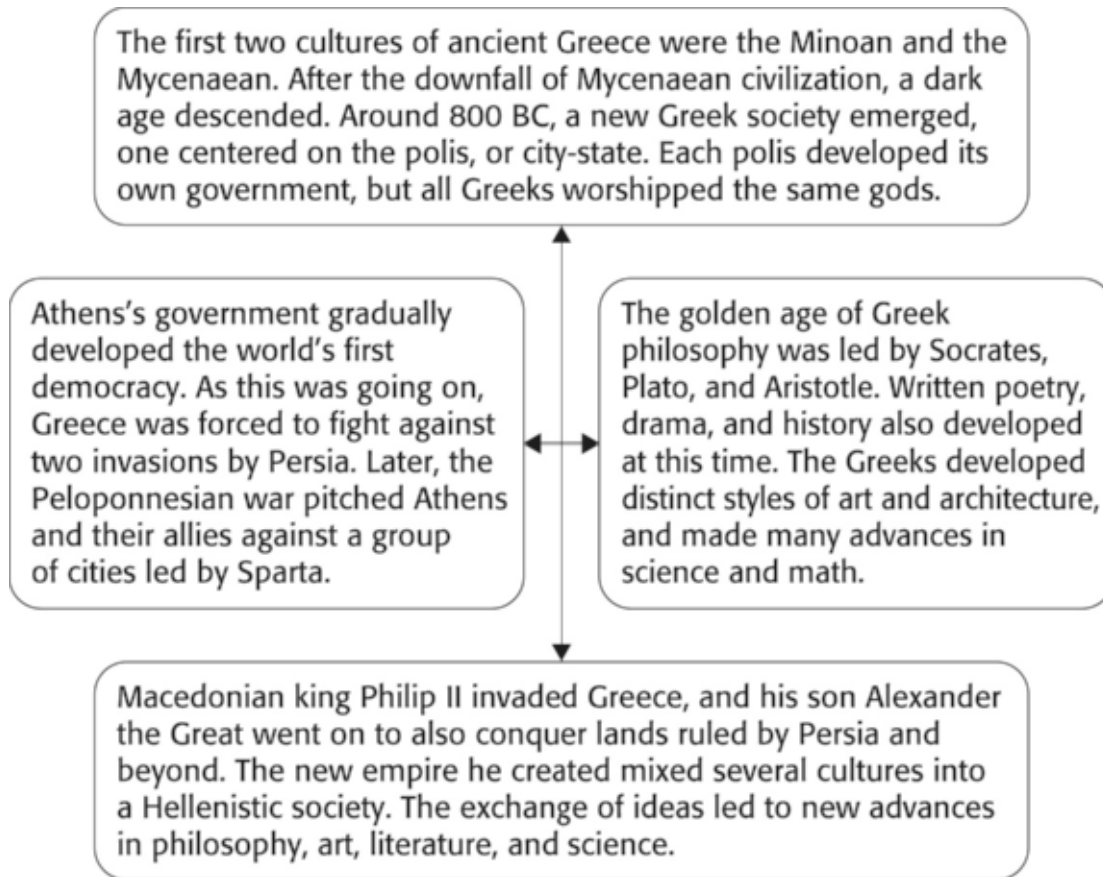 The first two cultures of ancient Greece were the Minoan and the
Mycenaean. After the downfall of Mycenaean civilization, a dark
age descended. Around 800 BC, a new Greek society emerged,
one centered on the polis, or city-state. Each polis developed its
own government, but all Greeks worshipped the same gods.
Athens's government gradually
developed the world's first
democracy. As this was going on,
Greece was forced to fight against
two invasions by Persia. Later, the
Peloponnesian war pitched Athens
and their allies against a group
of cities led by Sparta.
The golden age of Greek
philosophy was led by Socrates,
Plato, and Aristotle. Written poetry,
drama, and history also developed
at this time. The Greeks developed
distinct styles of art and architecture,
and made many advances in
science and math.
Macedonian king Philip II invaded Greece, and his son Alexander
the Great went on to also conquer lands ruled by Persia and
beyond. The new empire he created mixed several cultures into
a Hellenistic society. The exchange of ideas led to new advances
in philosophy, art, literature, and science.